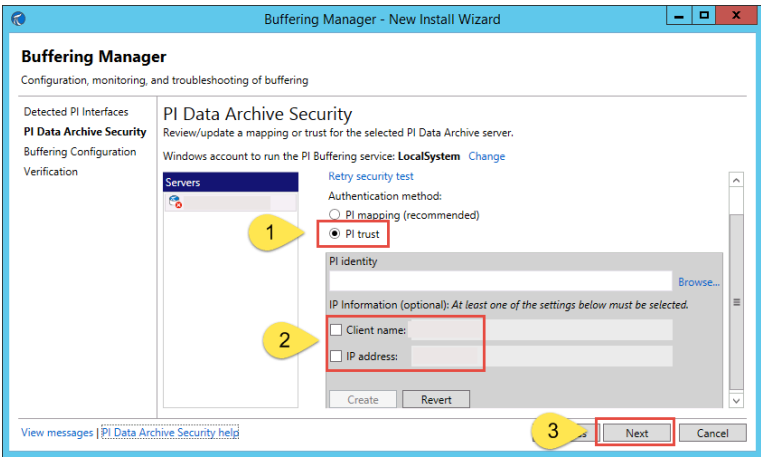 Buffering Manager - New Install Wizard
Buffering Manager
Configuration, monitoring, and troubleshooting of buffering
Detected PI Interfaces
PI Data Archive Security
Buffering Configuration
Verification
PI Data Archive Security
Review/update a mapping or trust for the selected PI Data Archive server.
Windows account to run the PI Buffering service: LocalSystem Change
Servers
Retry security test
Authentication method:
PI mapping (recommended)
1
PI trust
PI identity
Browse...
IP Information (optional): At least one of the settings below must be selected.
2
Client name:
IP address:
Create Revert
View messages | PI Data Archive Security help
3
Next Cancel